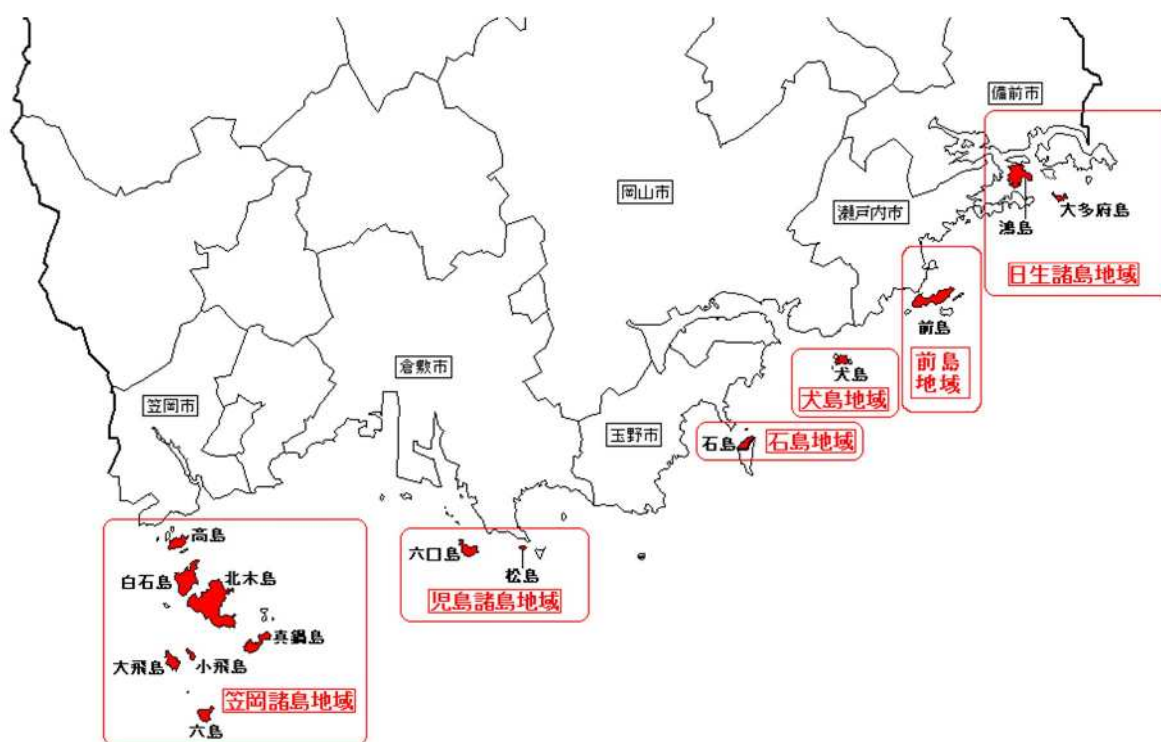 備前市
岡山市
瀬戸内市
大多府島
鴻島
日生諸島地域
前島
前島
地域
犬島
犬島地域
倉敷市
笠岡市
玉野市
石島
石島地域
高島
白石島
北木島
真鍋島
大飛島
小飛島
六島
笠岡諸島地域
六口島
松島
児島諸島地域